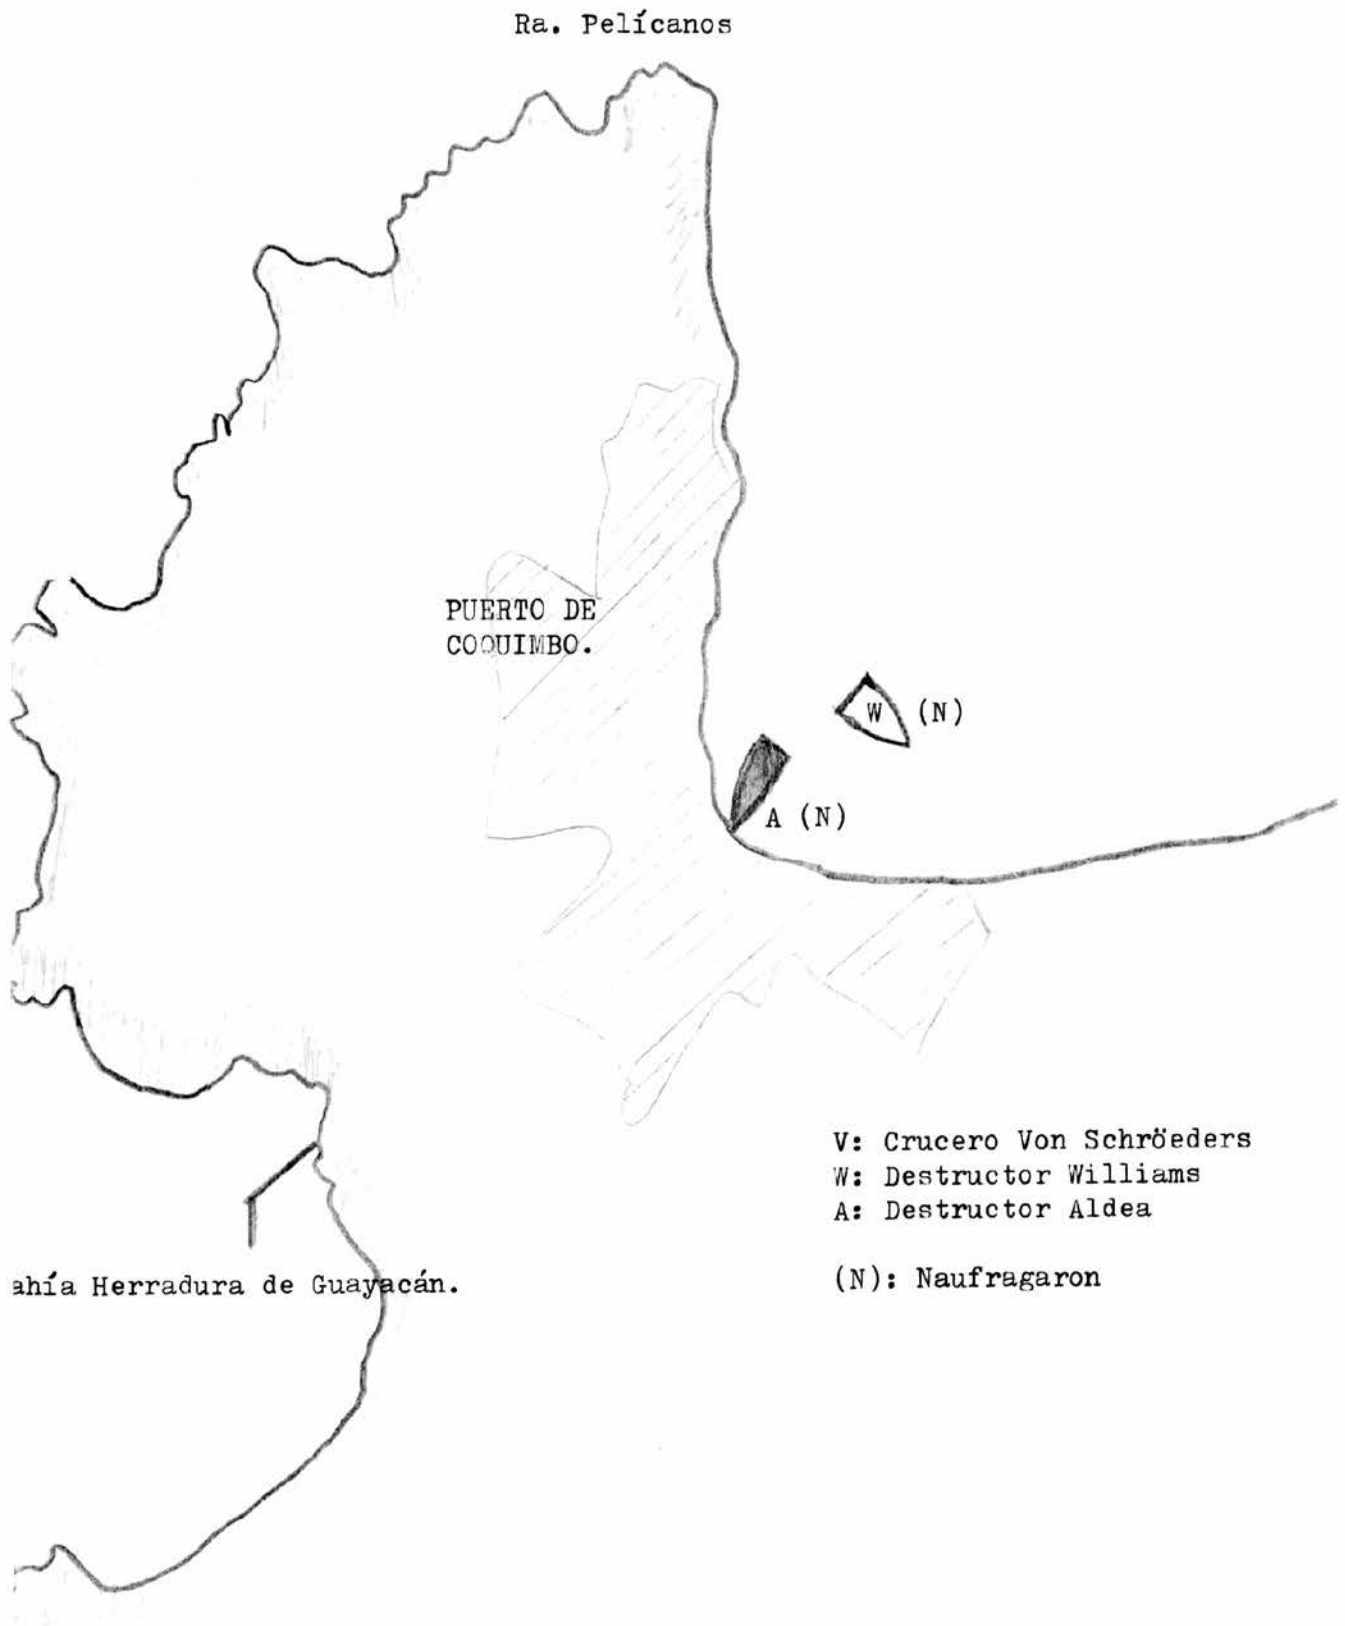 Ra. Pelícanos
PUERTO DE
COQUIMBO.
W (N)
A (N)
V: Crucero Von Schröeders
W: Destructor Williams
A: Destructor Aldea
(N): Naufragaron
ahía Herradura de Guayacán.